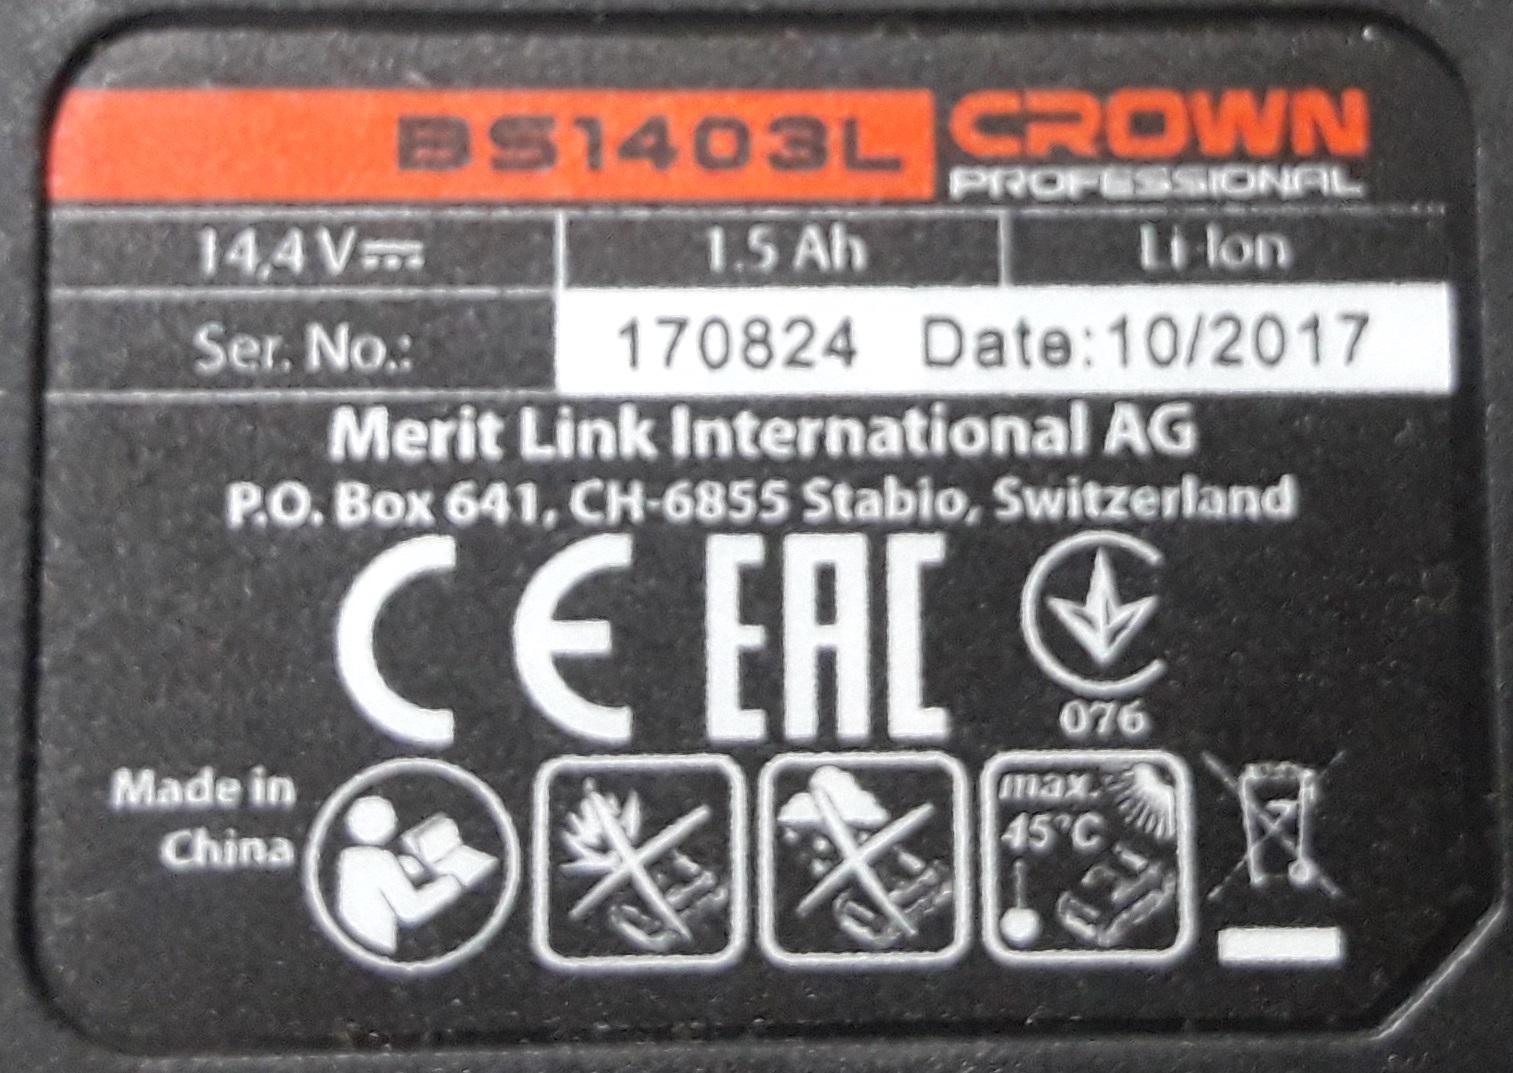 BS1403L CROWN
PROFESSIONAL
14,4 V 1.5 Ah Li-Ion
Ser. No.: 170824 Date:10/2017
Merit Link International AG
P.O. Box 641, CH-6855 Stabio, Switzerland
CE EAC
076
Made in
China
max.
45°C